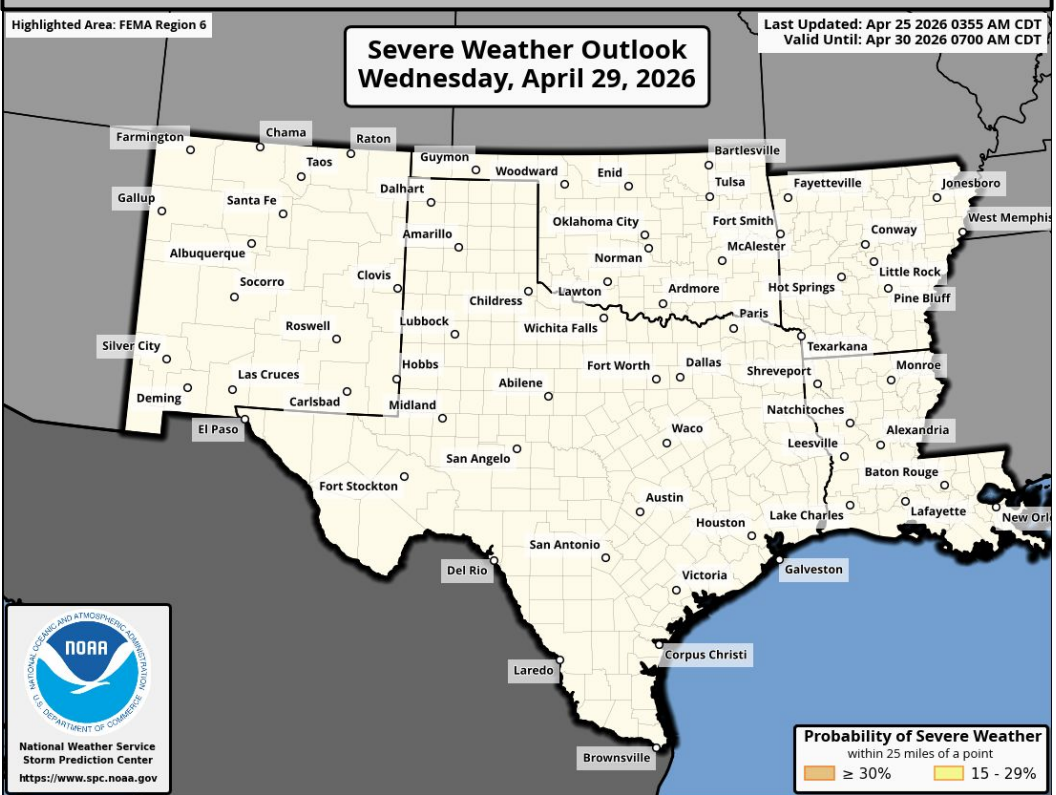 Highlighted Area: FEMA Region 6
Severe Weather Outlook
Wednesday, April 29, 2026
Last Updated: Apr 25 2026 0355 AM CDT
Valid Until: Apr 30 2026 0700 AM CDT
Farmington
Chama
Raton
Taos
Guymon
Woodward
Enid
Bartlesville
Tulsa
Fayetteville
Jonesboro
Gallup
Santa Fe
Dalhart
Oklahoma City
Fort Smith
West Memphis
Albuquerque
Amarillo
Norman
McAlester
Conway
Socorro
Clovis
Childress
Lawton
Ardmore
Hot Springs
Little Rock
Pine Bluff
Roswell
Lubbock
Wichita Falls
Paris
Texarkana
Silver City
Las Cruces
Hobbs
Fort Worth
Dallas
Shreveport
Monroe
Deming
Carlsbad
Midland
Abilene
Natchitoches
El Paso
Waco
Leesville
Alexandria
San Angelo
Fort Stockton
Baton Rouge
Austin
Houston
Lake Charles
Lafayette
New Orl
Del Rio
San Antonio
Victoria
Galveston
Laredo
Corpus Christi
Brownsville
NATIONAL OCEANIC AND ATMOSPHERIC ADMINISTRATION
NOAA
U.S. DEPARTMENT OF COMMERCE
National Weather Service
Storm Prediction Center
https://www.spc.noaa.gov
Probability of Severe Weather
within 25 miles of a point
≥ 30%
15 - 29%